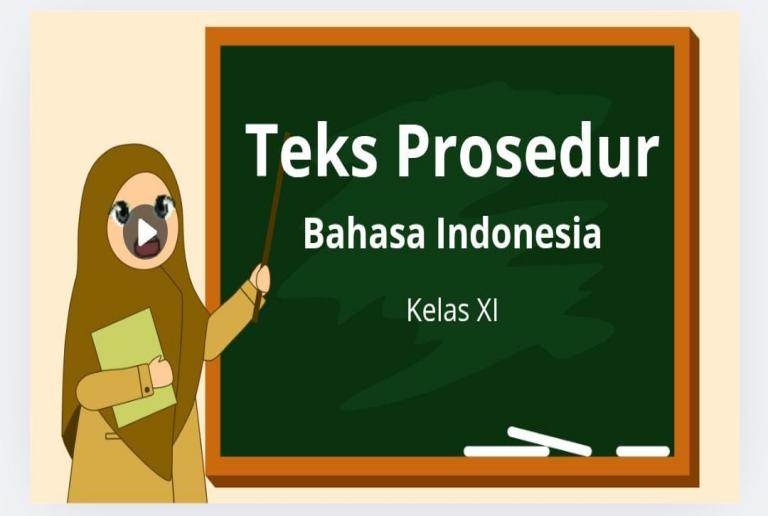 Teks Prosedur
Bahasa Indonesia
Kelas XI